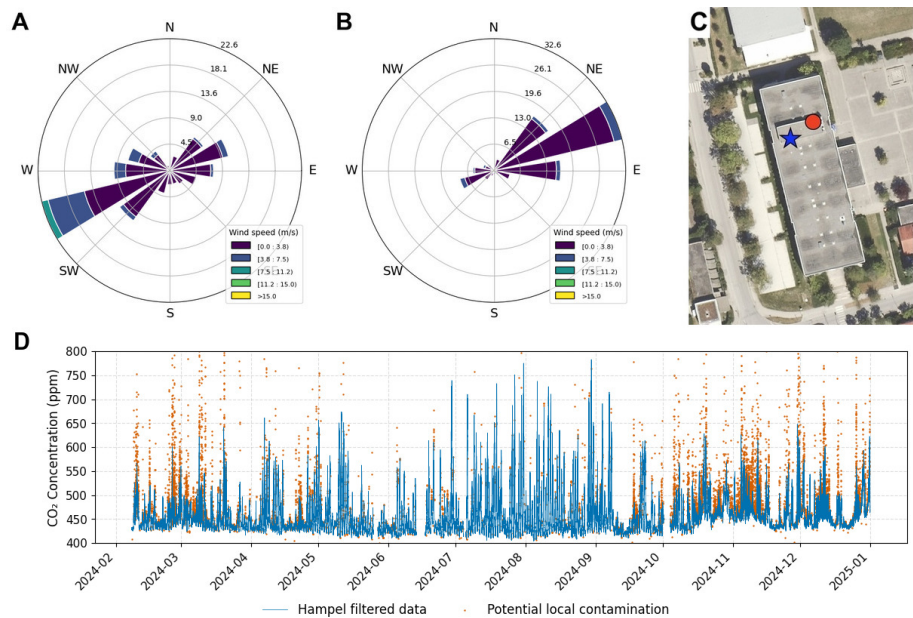 A
N
NE
E
S
SW
W
NW
22.6
18.1
13.6
9.0
4.5
Wind speed (m/s)
[0.0 : 3.8)
[3.8 : 7.5)
[7.5 : 11.2)
[11.2 : 15.0)
>15.0
B
N
NE
E
S
SW
W
NW
32.6
26.1
19.6
13.0
6.5
Wind speed (m/s)
[0.0 : 3.8)
[3.8 : 7.5)
[7.5 : 11.2)
[11.2 : 15.0)
>15.0
C
D
CO₂ Concentration (ppm)
800
750
700
650
600
550
500
450
400
2024-02
2024-03
2024-04
2024-05
2024-06
2024-07
2024-08
2024-09
2024-10
2024-11
2024-12
2025-01
Hampel filtered data
Potential local contamination